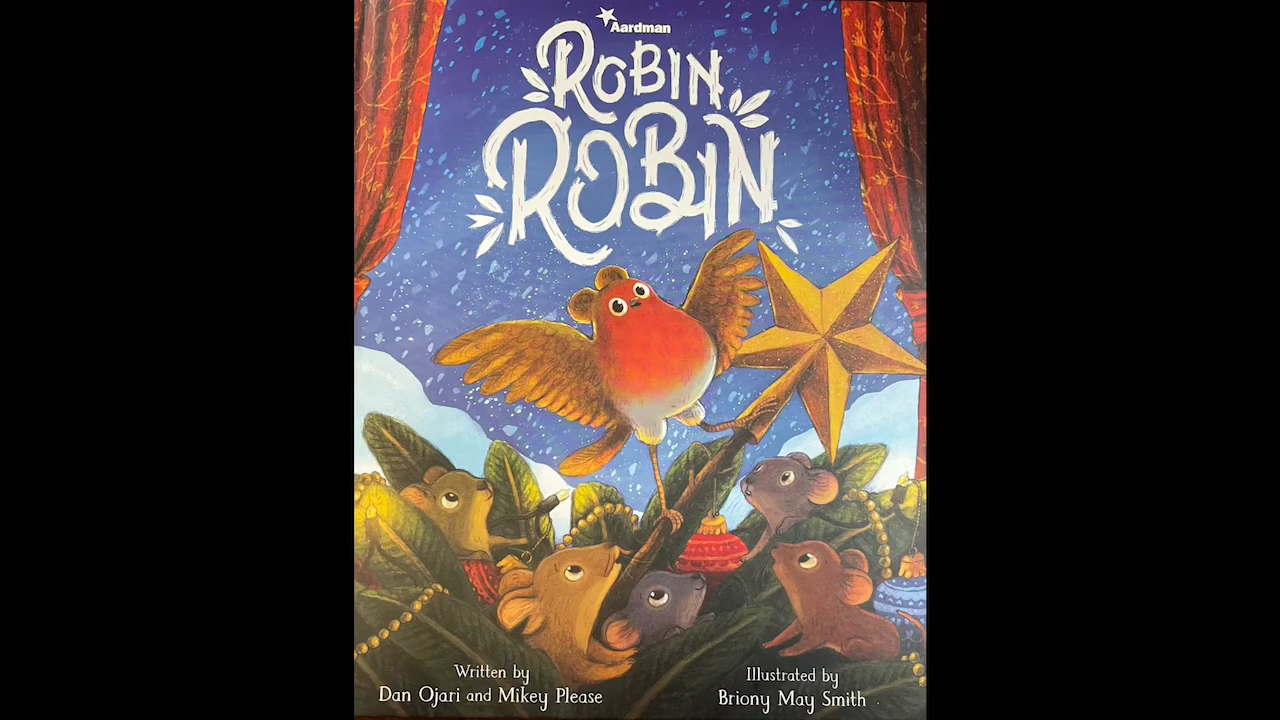 Aardman
ROBIN
ROBIN
Written by
Dan Ojari and Mikey Please
Illustrated by
Briony May Smith